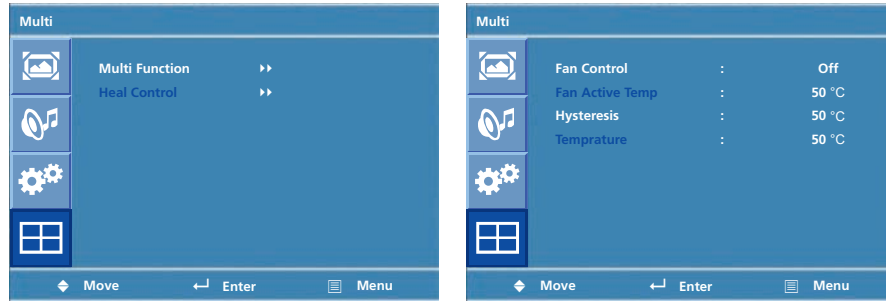 Multi
Multi Function
Heal Control
Move Enter Menu
Multi
Fan Control : Off
Fan Active Temp : 50 °C
Hysteresis : 50 °C
Temprature : 50 °C
Move Enter Menu